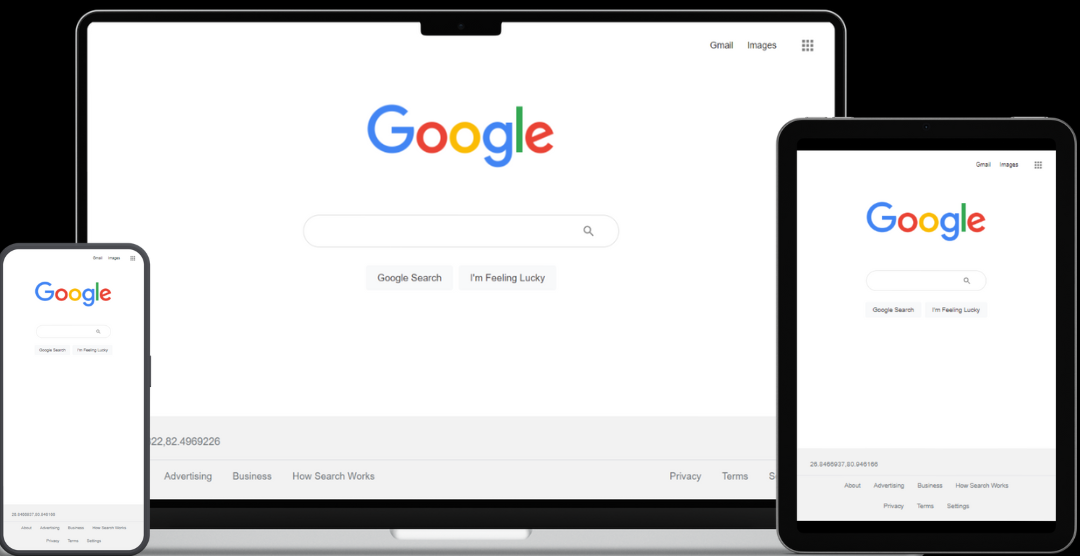 Gmail Images
Google
Google Search I'm Feeling Lucky
22,82.4969226
Advertising Business How Search Works
Privacy Terms S
Gmail Images
Google
Google Search I'm Feeling Lucky
26.8466937,80.946166
About Advertising Business How Search Works
Privacy Terms Settings
Gmail Images
Google
Google Search I'm Feeling Lucky
26.8466937,80.946166
About Advertising Business How Search Works
Privacy Terms Settings